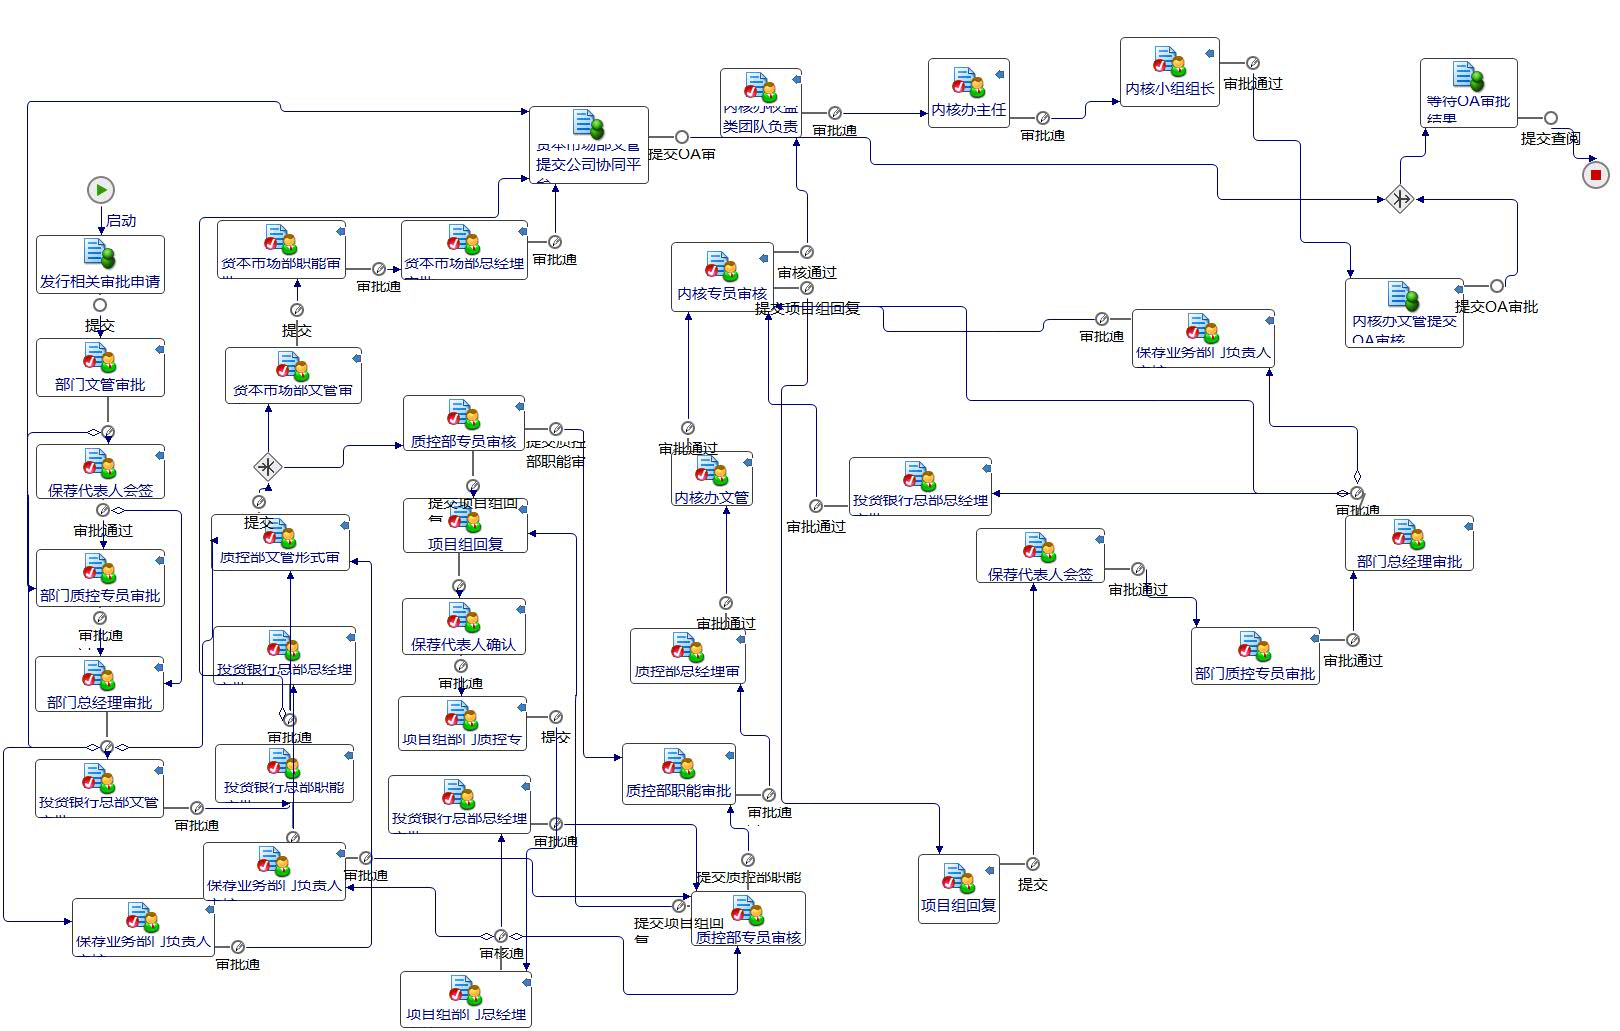 启动
发行相关审批申请
提交
部门文管审批
保荐代表人会签
审批通过
部门质控专员审批
审批通
部门总经理审批
投资银行总部文管
审批通
保荐业务部门负责人
审批通
资本市场部职能审
审批通
资本市场部总经理
审批通
提交
资本市场部文管审
提交
质控部文管形式审
投资银行总部总经理
审批通
投资银行总部职能
保荐业务部门负责人
审批通
质控部专员审核
提交质控
部职能审
提交项目组回
复
项目组回复
保荐代表人确认
审批通
项目组部门质控专
提交
投资银行总部总经理
审批通
审核通
项目组部门总经理
资本市场部文管
提交公司协同平
提交OA审
内核办权益
类团队负责
审批通
内核办主任
审批通
内核小组组长
审批通过
等待OA审批
结果
提交查阅
内核专员审核
审核通过
提交项目组回复
审批通
保荐业务部门负责人
内核办文管提交
OA审核
提交OA审批
审批通过
内核办文管
审批通过
投资银行总部总经理
审批通
部门总经理审批
保荐代表人会签
审批通过
审批通过
质控部总经理审
部门质控专员审批
审批通过
质控部职能审批
审批通
提交质控部职能
提交项目组回
复
质控部专员审核
项目组回复
提交